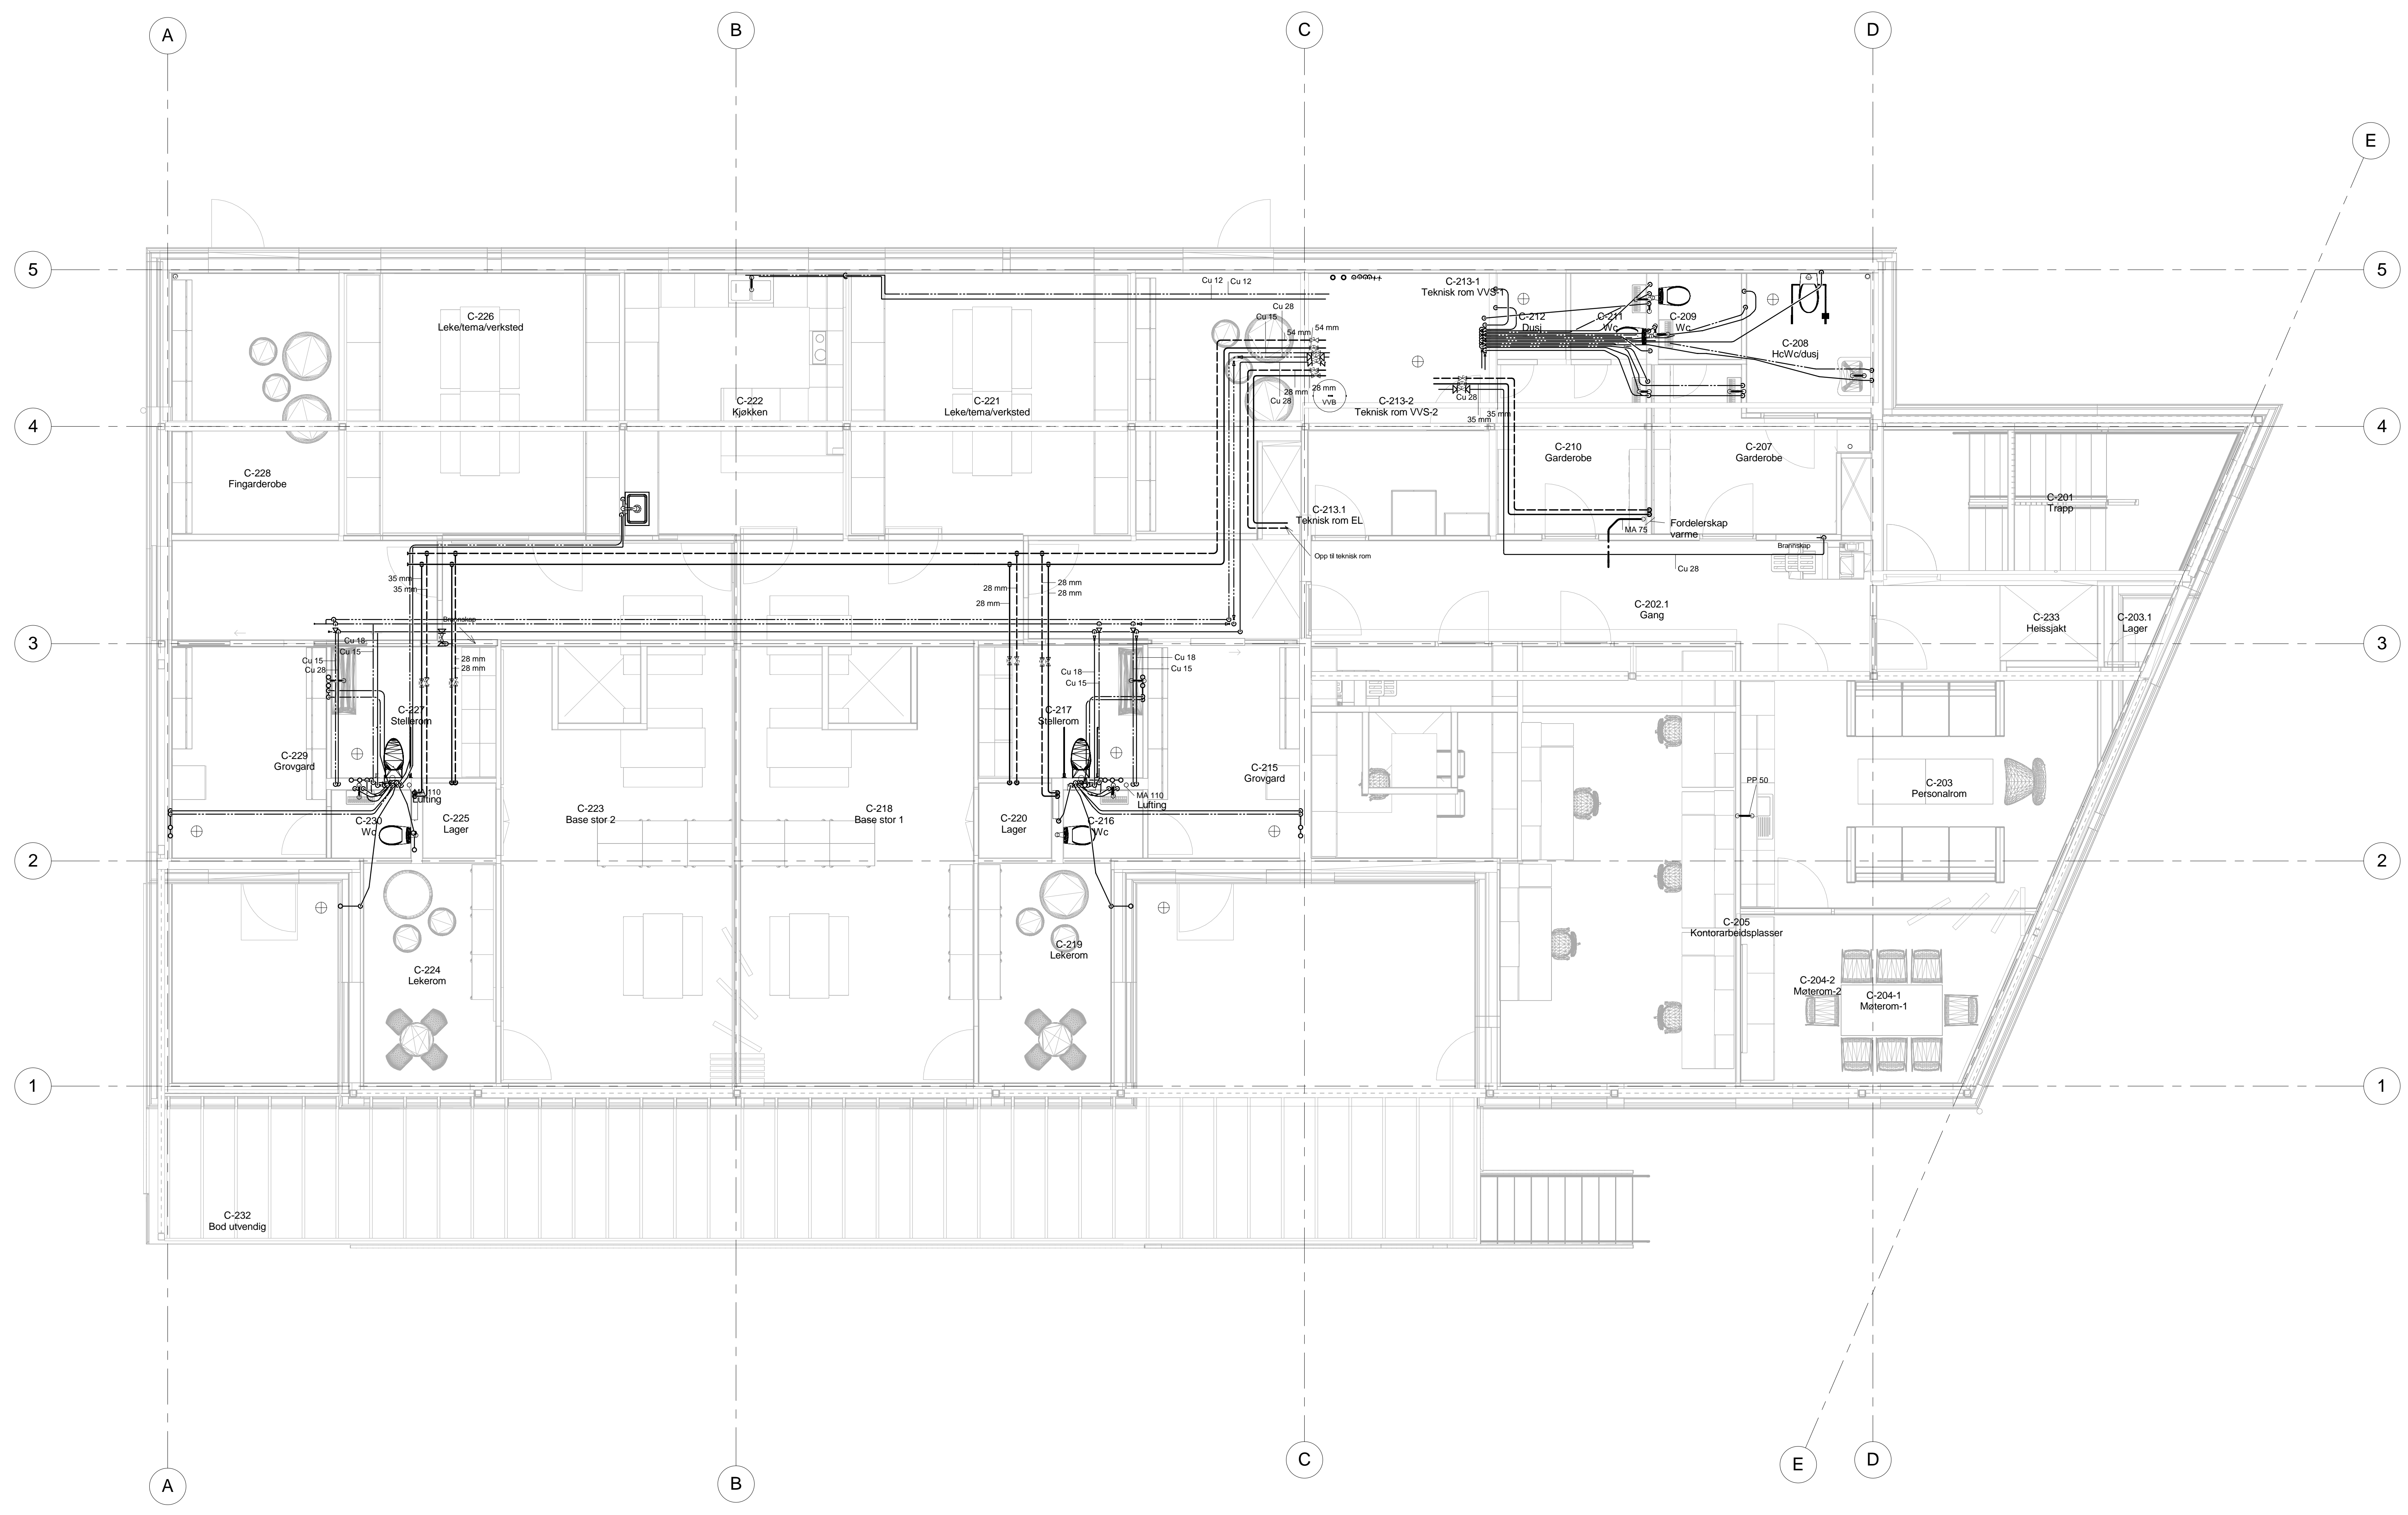 A
B
C
D
E
5
5
Cu 12
Cu 12
C-213-1
Teknisk rom VVS-1
Cu 28
Cu 15
54 mm
54 mm
C-226
Leke/tema/verksted
C-212
Dusj
C-211
Wc
C-209
Wc
C-208
HcWc/dusj
28 mm
28 mm
Cu 28
VVB
Cu 28
35 mm
35 mm
C-222
Kjøkken
C-221
Leke/tema/verksted
C-213-2
Teknisk rom VVS-2
4
4
C-228
Fingarderobe
C-210
Garderobe
C-207
Garderobe
C-201
Trapp
C-213.1
Teknisk rom EL
MA 75
Fordelerskap
varme
Opp til teknisk rom
Brannskap
Cu 28
35 mm
35 mm
28 mm
28 mm
28 mm
28 mm
C-202.1
Gang
C-233
Heissjakt
C-203.1
Lager
Brannskap
3
3
Cu 18
Cu 15
Cu 15
Cu 28
28 mm
28 mm
Cu 18
Cu 15
Cu 18
Cu 15
C-227
Stellerom
C-217
Stellerom
C-229
Grovgard
C-215
Grovgard
PP 50
C-203
Personalrom
MA 110
Lufting
MA 110
Lufting
C-230
Wc
C-225
Lager
C-223
Base stor 2
C-218
Base stor 1
C-220
Lager
C-216
Wc
2
2
C-205
Kontorarbeidsplasser
C-224
Lekerom
C-219
Lekerom
C-204-2
Møterom-2
C-204-1
Møterom-1
1
1
C-232
Bod utvendig
A
B
C
E
D